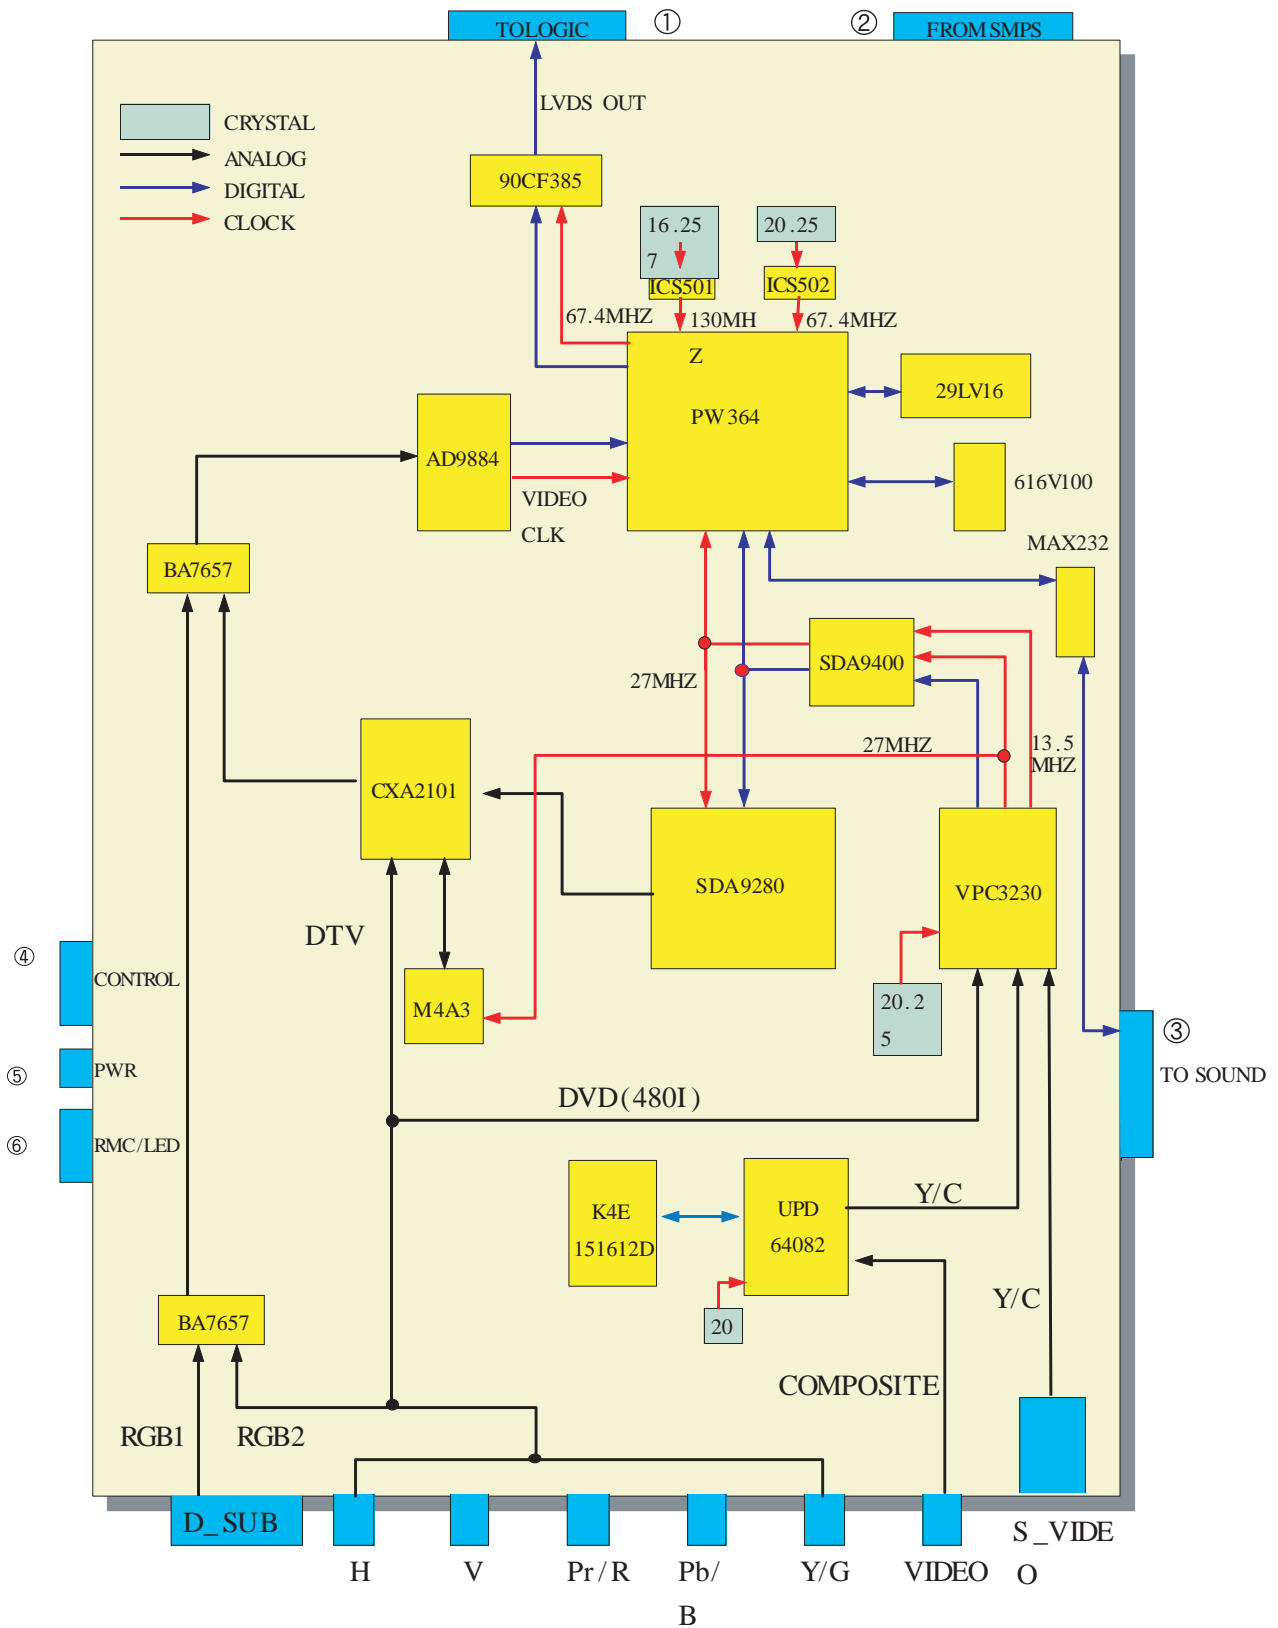 TOLOGIC
①
②
FROM SMPS
LVDS OUT
CRYSTAL
ANALOG
DIGITAL
CLOCK
90CF385
16.25
7
20.25
ICS501
ICS502
67.4MHZ
130MH
Z
67.4MHZ
PW364
29LV16
AD9884
VIDEO
CLK
616V100
MAX232
BA7657
SDA9400
27MHZ
27MHZ
13.5
MHZ
CXA2101
SDA9280
VPC3230
DTV
④
CONTROL
M4A3
20.2
5
③
TO SOUND
⑤
PWR
DVD(480I)
⑥
RMC/LED
K4E
151612D
UPD
64082
Y/C
Y/C
BA7657
20
COMPOSITE
RGB1
RGB2
D_SUB
S_VIDE
O
H
V
Pr/R
Pb/
B
Y/G
VIDEO